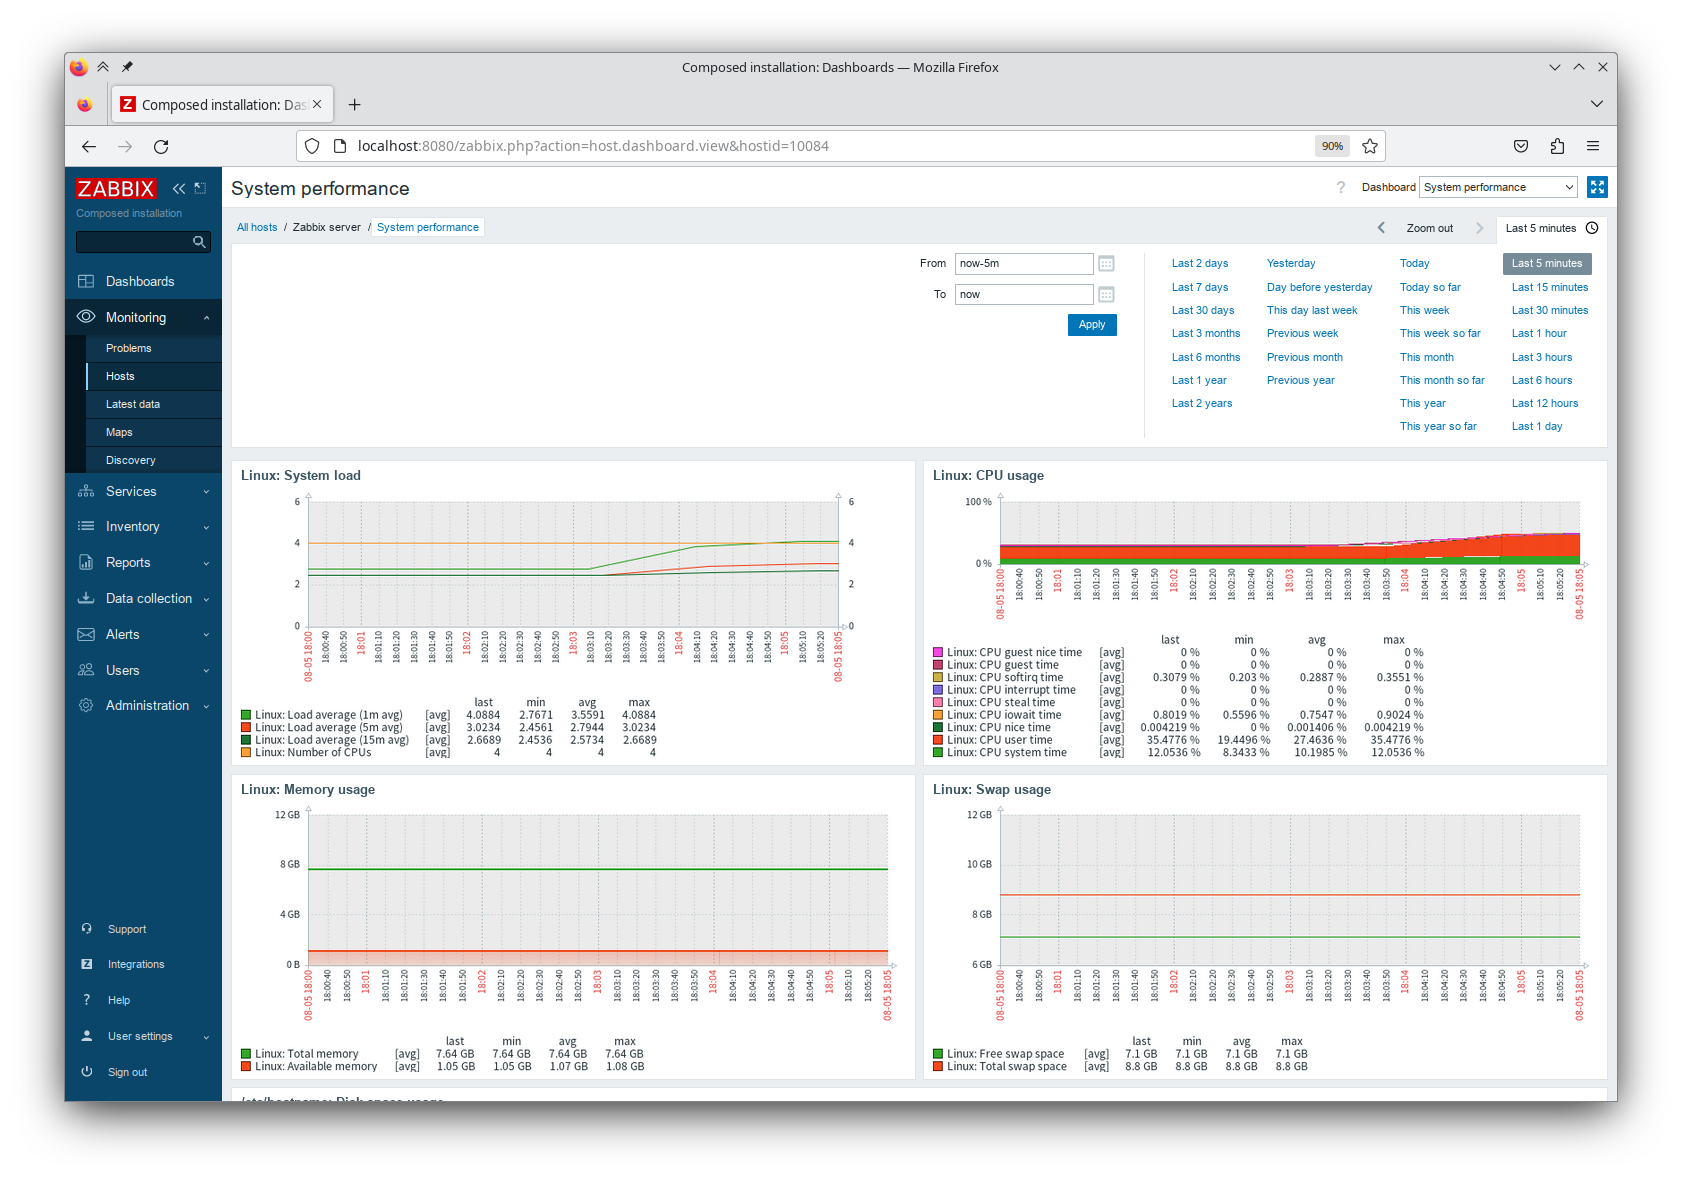 Composed installation: Dashboards — Mozilla Firefox
Z Composed installation: Das
localhost:8080/zabbix.php?action=host.dashboard.view&hostid=10084
90%
ZABBIX
Composed installation
Dashboards
Monitoring
Problems
Hosts
Latest data
Maps
Discovery
Services
Inventory
Reports
Data collection
Alerts
Users
Administration
Support
Z Integrations
? Help
User settings
Sign out
System performance
? Dashboard System performance
All hosts / Zabbix server / System performance
Zoom out
Last 5 minutes
From now-5m
To now
Apply
Last 2 days Yesterday Today Last 5 minutes
Last 7 days Day before yesterday Today so far Last 15 minutes
Last 30 days This day last week This week Last 30 minutes
Last 3 months Previous week This week so far Last 1 hour
Last 6 months Previous month This month Last 3 hours
Last 1 year Previous year This month so far Last 6 hours
Last 2 years This year Last 12 hours
This year so far Last 1 day
Linux: System load
6 6
4 4
2 2
0 0
08-05 18:00 18:00:40 18:00:50 18:01 18:01:10 18:01:20 18:01:30 18:01:40 18:01:50 18:02 18:02:10 18:02:20 18:02:30 18:02:40 18:02:50 18:03 18:03:10 18:03:20 18:03:30 18:03:40 18:03:50 18:04 18:04:10 18:04:20 18:04:30 18:04:40 18:04:50 18:05 18:05:10 18:05:20 08-05 18:05
last min avg max
Linux: Load average (1m avg) [avg] 4.0884 2.7671 3.5591 4.0884
Linux: Load average (5m avg) [avg] 3.0234 2.4561 2.7944 3.0234
Linux: Load average (15m avg) [avg] 2.6689 2.4536 2.5734 2.6689
Linux: Number of CPUs [avg] 4 4 4 4
Linux: CPU usage
100 %
0 %
08-05 18:00 18:00:40 18:00:50 18:01 18:01:10 18:01:20 18:01:30 18:01:40 18:01:50 18:02 18:02:10 18:02:20 18:02:30 18:02:40 18:02:50 18:03 18:03:10 18:03:20 18:03:30 18:03:40 18:03:50 18:04 18:04:10 18:04:20 18:04:30 18:04:40 18:04:50 18:05 18:05:10 18:05:20 08-05 18:05
last min avg max
Linux: CPU guest nice time [avg] 0 % 0 % 0 % 0 %
Linux: CPU guest time [avg] 0 % 0 % 0 % 0 %
Linux: CPU softirq time [avg] 0.3079 % 0.203 % 0.2887 % 0.3551 %
Linux: CPU interrupt time [avg] 0 % 0 % 0 % 0 %
Linux: CPU steal time [avg] 0 % 0 % 0 % 0 %
Linux: CPU iowait time [avg] 0.8019 % 0.5596 % 0.7547 % 0.9024 %
Linux: CPU nice time [avg] 0.004219 % 0 % 0.001406 % 0.004219 %
Linux: CPU user time [avg] 35.4776 % 19.4496 % 27.4636 % 35.4776 %
Linux: CPU system time [avg] 12.0536 % 8.3433 % 10.1985 % 12.0536 %
Linux: Memory usage
12 GB
8 GB
4 GB
0 B
08-05 18:00 18:00:40 18:00:50 18:01 18:01:10 18:01:20 18:01:30 18:01:40 18:01:50 18:02 18:02:10 18:02:20 18:02:30 18:02:40 18:02:50 18:03 18:03:10 18:03:20 18:03:30 18:03:40 18:03:50 18:04 18:04:10 18:04:20 18:04:30 18:04:40 18:04:50 18:05 18:05:10 18:05:20 08-05 18:05
last min avg max
Linux: Total memory [avg] 7.64 GB 7.64 GB 7.64 GB 7.64 GB
Linux: Available memory [avg] 1.05 GB 1.05 GB 1.07 GB 1.08 GB
Linux: Swap usage
12 GB
10 GB
8 GB
6 GB
08-05 18:00 18:00:40 18:00:50 18:01 18:01:10 18:01:20 18:01:30 18:01:40 18:01:50 18:02 18:02:10 18:02:20 18:02:30 18:02:40 18:02:50 18:03 18:03:10 18:03:20 18:03:30 18:03:40 18:03:50 18:04 18:04:10 18:04:20 18:04:30 18:04:40 18:04:50 18:05 18:05:10 18:05:20 08-05 18:05
last min avg max
Linux: Free swap space [avg] 7.1 GB 7.1 GB 7.1 GB 7.1 GB
Linux: Total swap space [avg] 8.8 GB 8.8 GB 8.8 GB 8.8 GB
/etc/hostname: Disk space usage